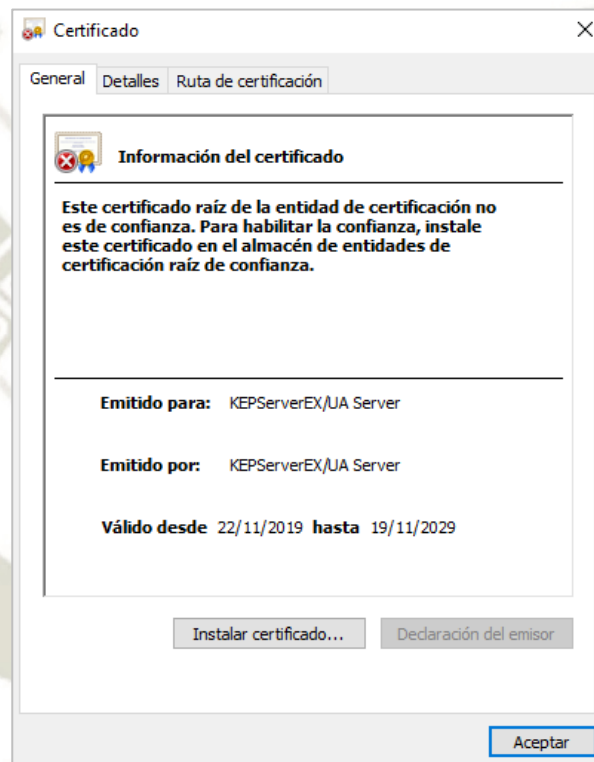 Certificado
General Detalles Ruta de certificación
Información del certificado
Este certificado raíz de la entidad de certificación no
es de confianza. Para habilitar la confianza, instale
este certificado en el almacén de entidades de
certificación raíz de confianza.
Emitido para: KEPServerEX/UA Server
Emitido por: KEPServerEX/UA Server
Válido desde 22/11/2019 hasta 19/11/2029
Instalar certificado... Declaración del emisor
Aceptar